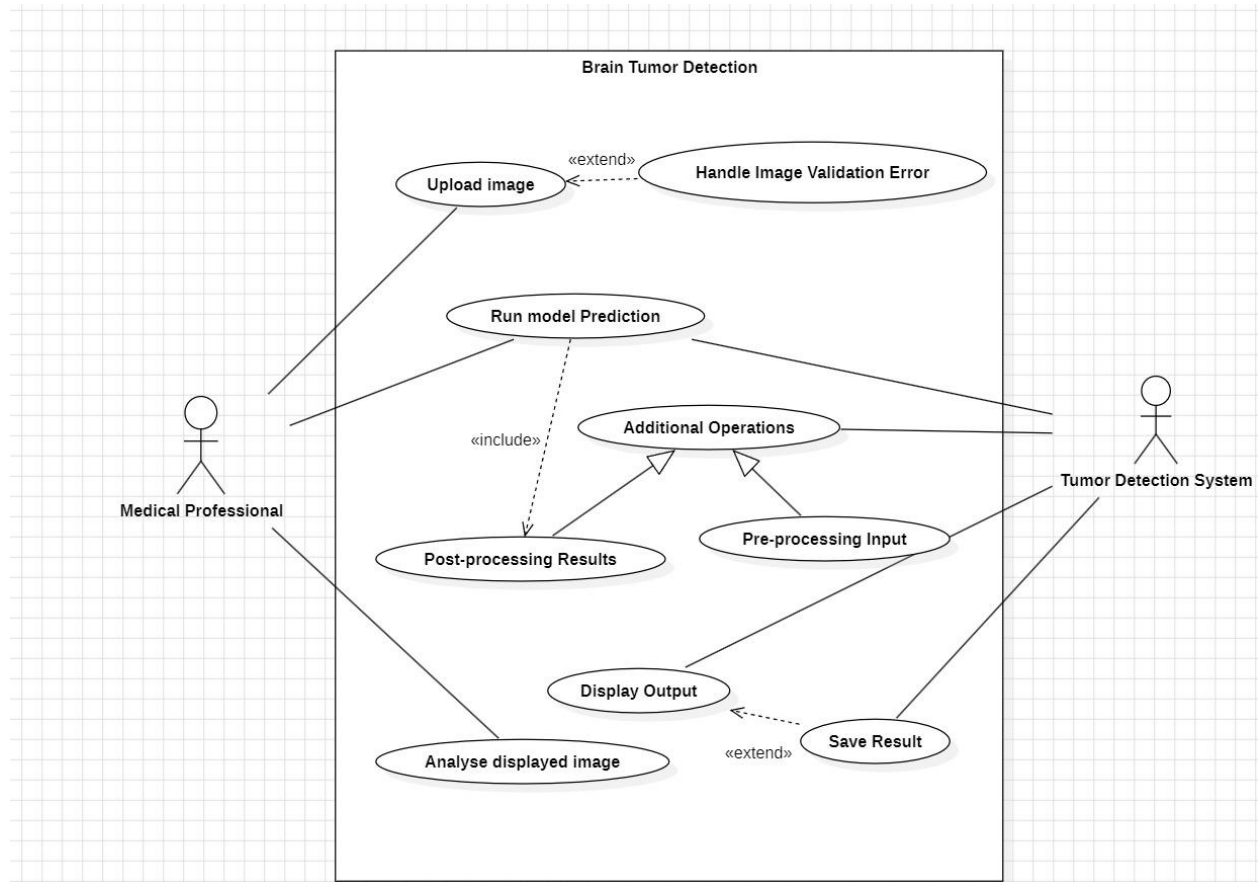 Brain Tumor Detection
«extend»
Handle Image Validation Error
Upload image
Run model Prediction
Additional Operations
«include»
Tumor Detection System
Medical Professional
Pre-processing Input
Post-processing Results
Display Output
Save Result
«extend»
Analyse displayed image